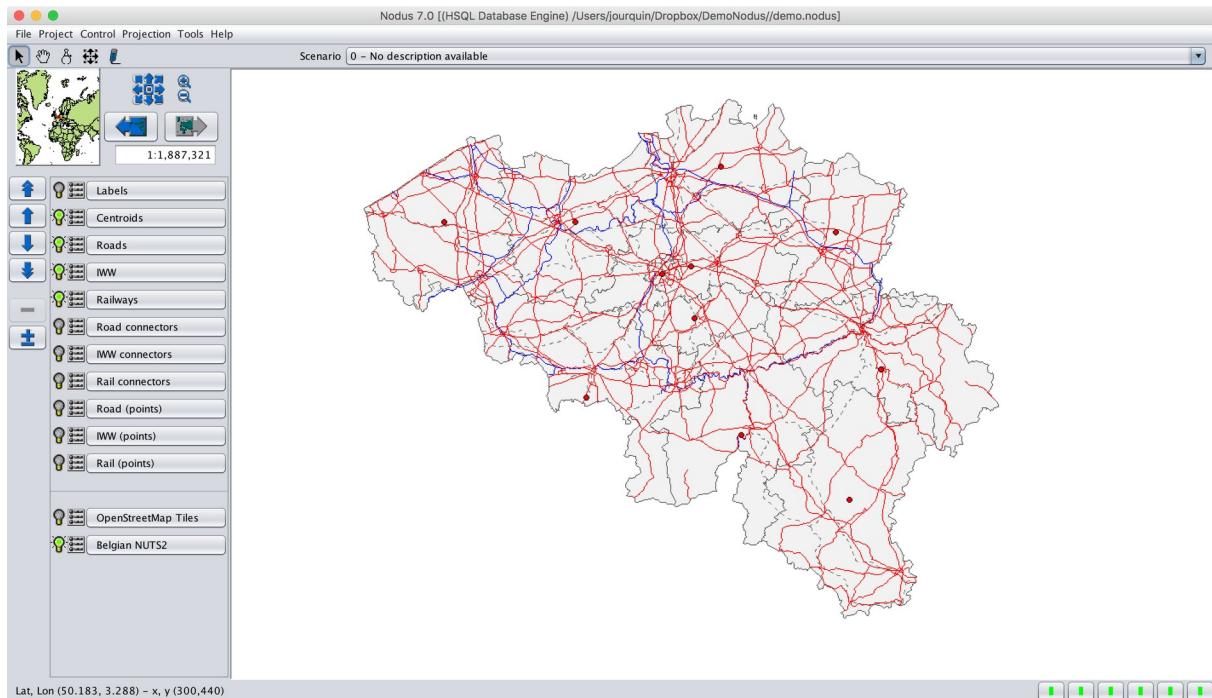 Nodus 7.0 [(HSQL Database Engine) /Users/jourquin/Dropbox/DemoNodus//demo.nodus]
File Project Control Projection Tools Help
Scenario 0 - No description available
1:1,887,321
Labels
Centroids
Roads
IWW
Railways
Road connectors
IWW connectors
Rail connectors
Road (points)
IWW (points)
Rail (points)
OpenStreetMap Tiles
Belgian NUTS2
Lat, Lon (50.183, 3.288) - x, y (300,440)